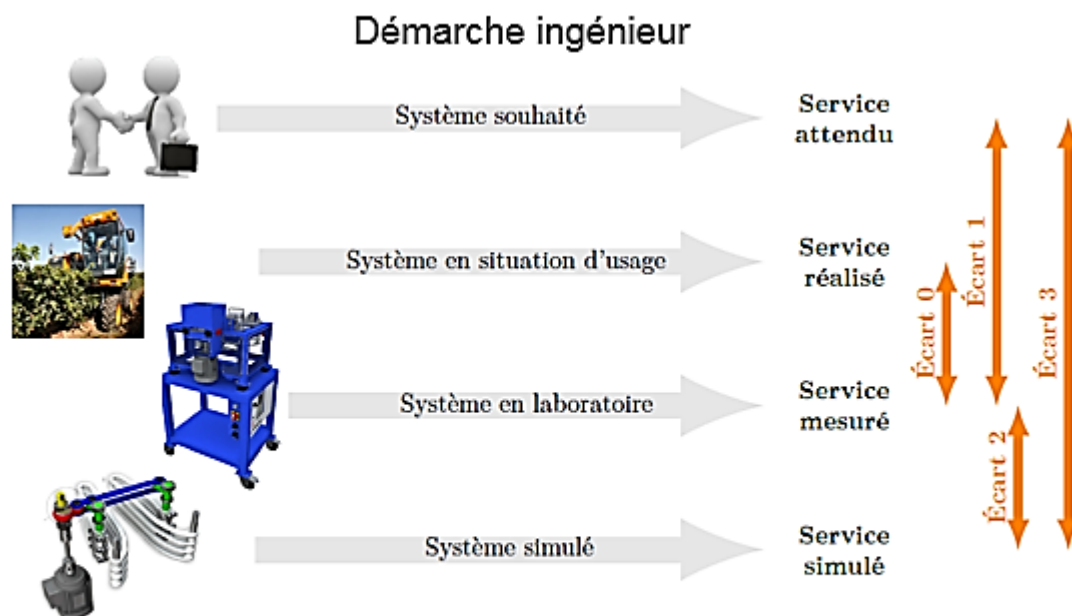 Démarche ingénieur
Système souhaité
Service
attendu
Système en situation d'usage
Service
réalisé
Système en laboratoire
Service
mesuré
Système simulé
Service
simulé
Écart 0
Écart 1
Écart 2
Écart 3